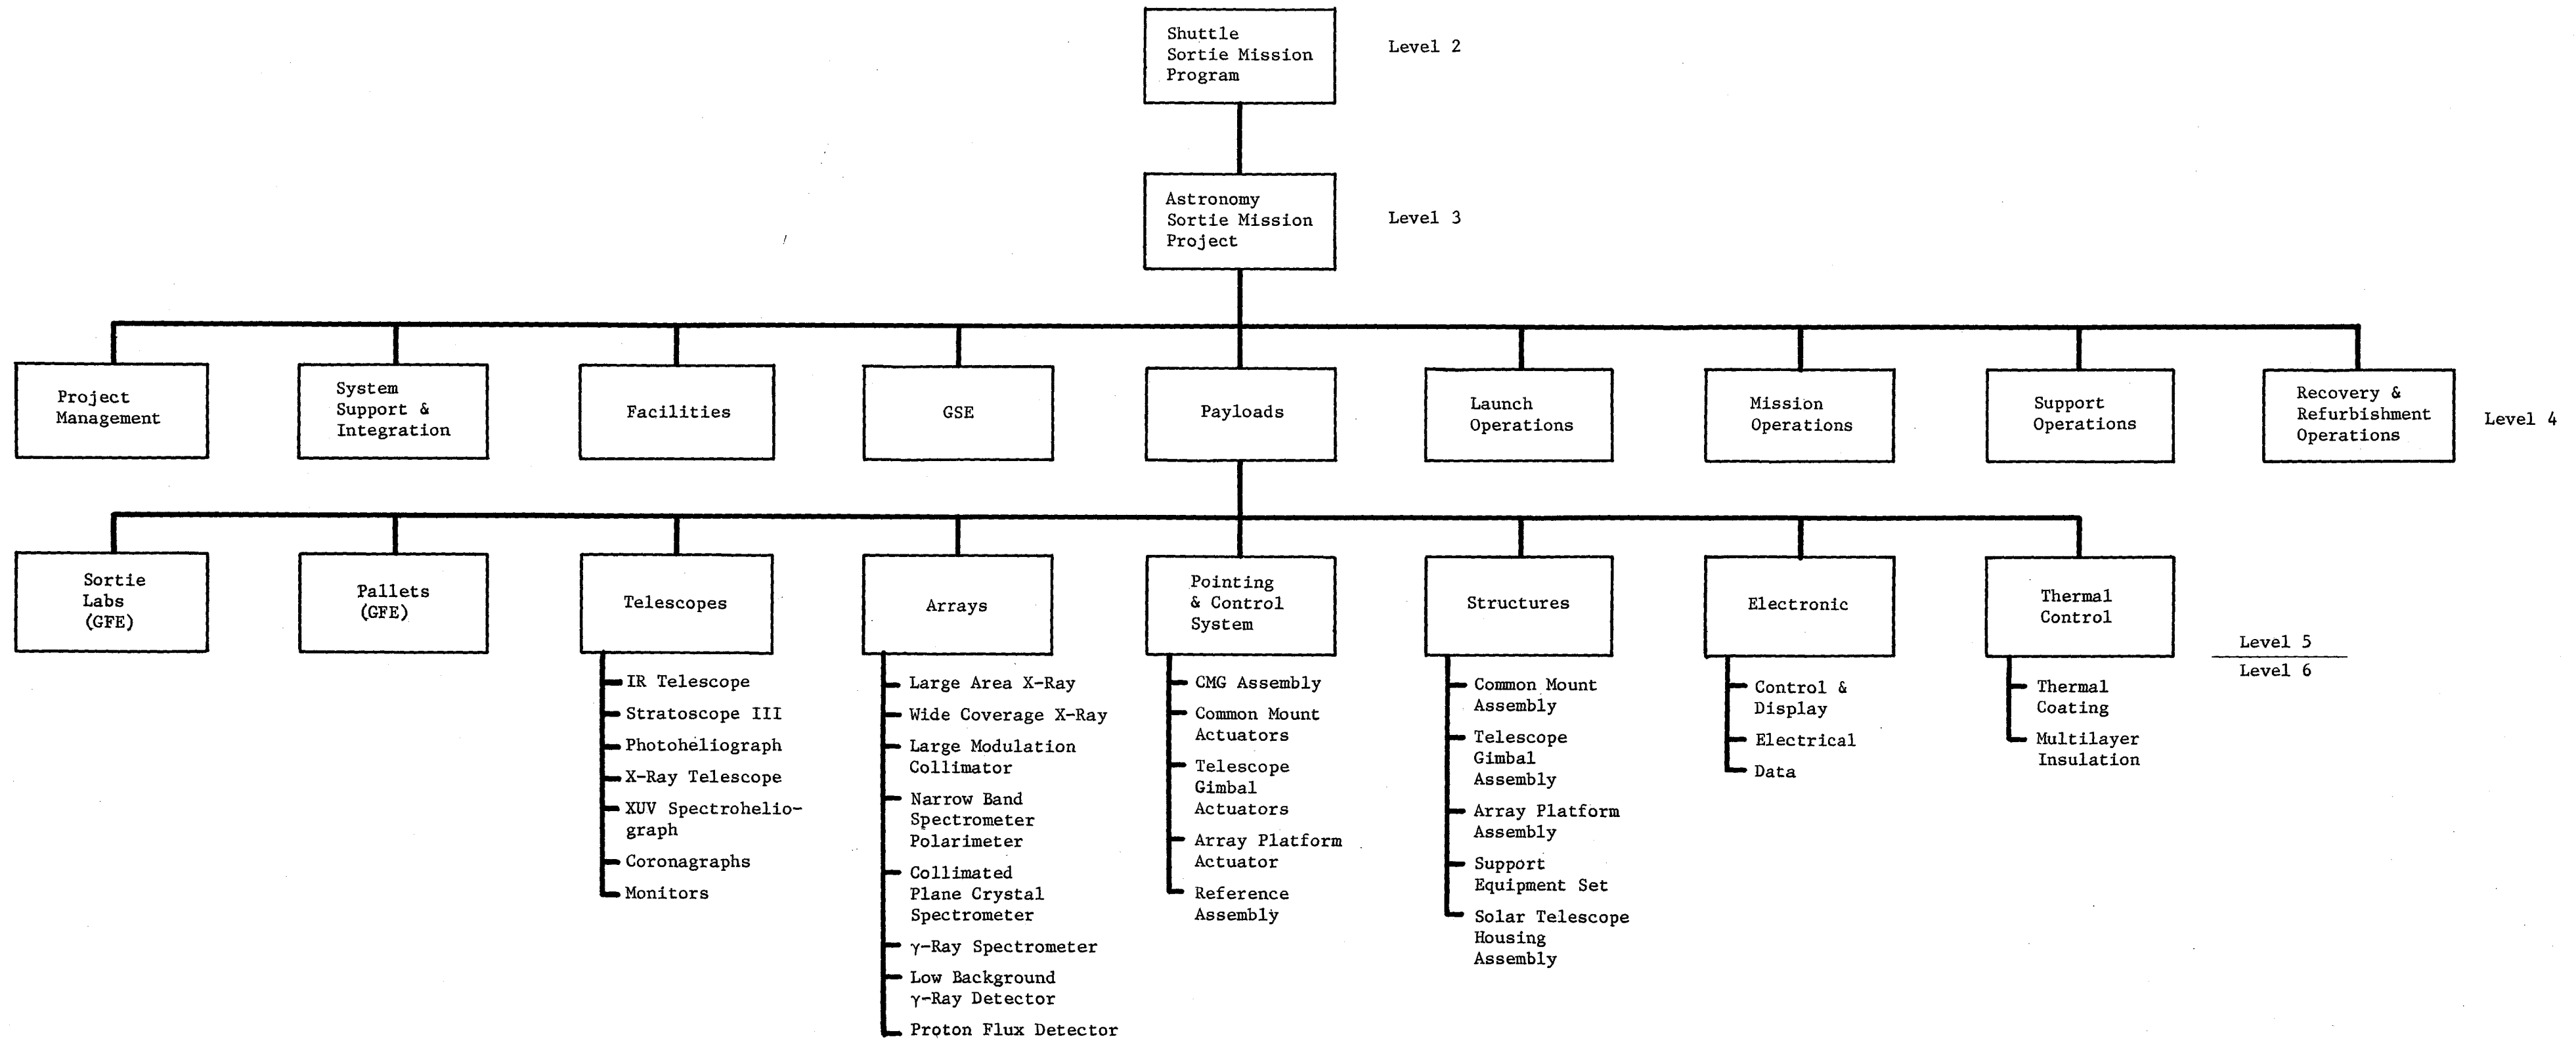 Shuttle
Sortie Mission
Program
Level 2
Astronomy
Sortie Mission
Project
Level 3
Project
Management
System
Support &
Integration
Facilities
GSE
Payloads
Launch
Operations
Mission
Operations
Support
Operations
Recovery &
Refurbishment
Operations
Level 4
Sortie
Labs
(GFE)
Pallets
(GFE)
Telescopes
Arrays
Pointing
& Control
System
Structures
Electronic
Thermal
Control
Level 5
Level 6
IR Telescope
Stratoscope III
Photoheliograph
X-Ray Telescope
XUV Spectrohelio-
graph
Coronagraphs
Monitors
Large Area X-Ray
Wide Coverage X-Ray
Large Modulation
Collimator
Narrow Band
Spectrometer
Polarimeter
Collimated
Plane Crystal
Spectrometer
γ-Ray Spectrometer
Low Background
γ-Ray Detector
Proton Flux Detector
CMG Assembly
Common Mount
Actuators
Telescope
Gimbal
Actuators
Array Platform
Actuator
Reference
Assembly
Common Mount
Assembly
Telescope
Gimbal
Assembly
Array Platform
Assembly
Support
Equipment Set
Solar Telescope
Housing
Assembly
Control &
Display
Electrical
Data
Thermal
Coating
Multilayer
Insulation